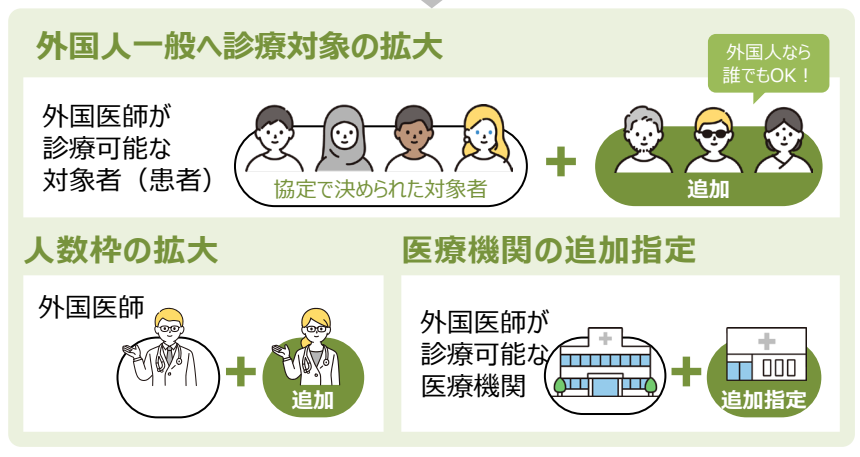 外国人一般へ診療対象の拡大
外国人なら
誰でもOK！
外国医師が
診療可能な
対象者（患者）
協定で決められた対象者
追加
人数枠の拡大
外国医師
追加
医療機関の追加指定
外国医師が
診療可能な
医療機関
追加指定